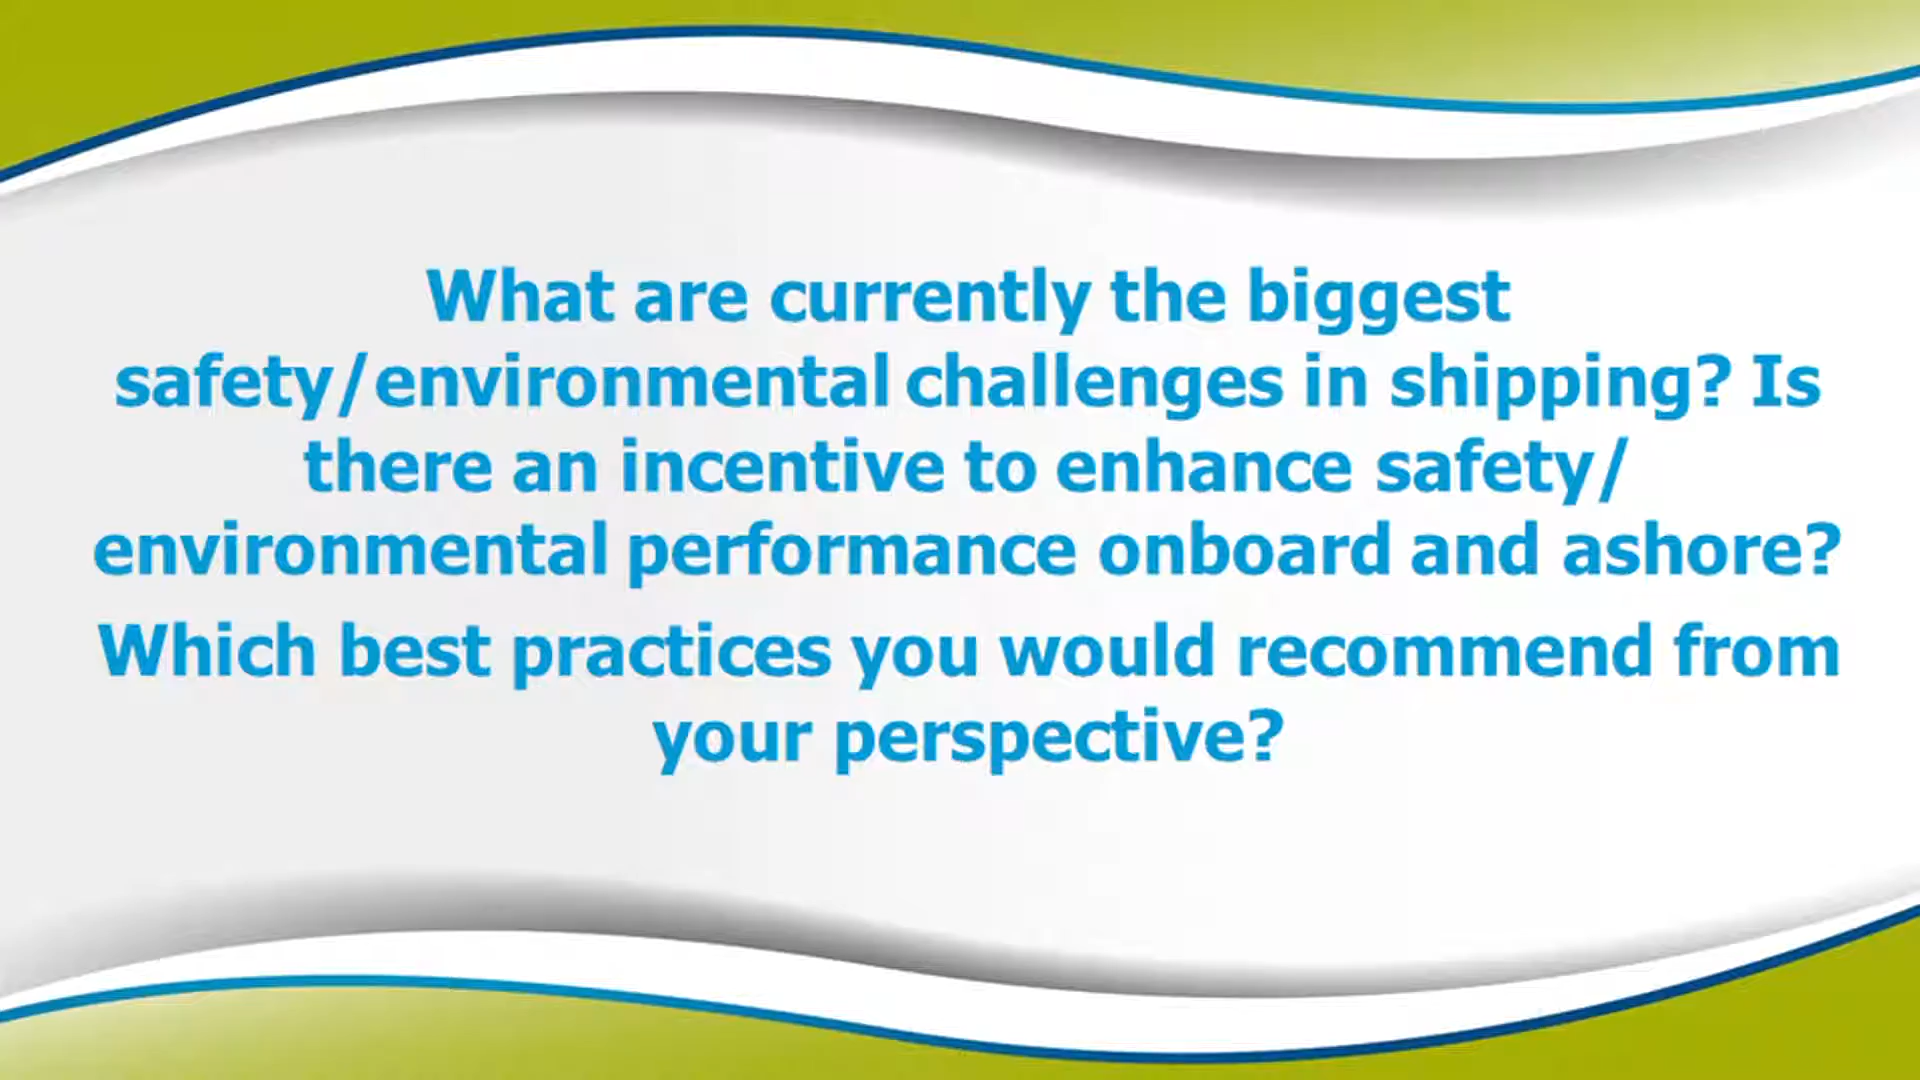 What are currently the biggest
safety/environmental challenges in shipping? Is
there an incentive to enhance safety/
environmental performance onboard and ashore?
Which best practices you would recommend from
your perspective?